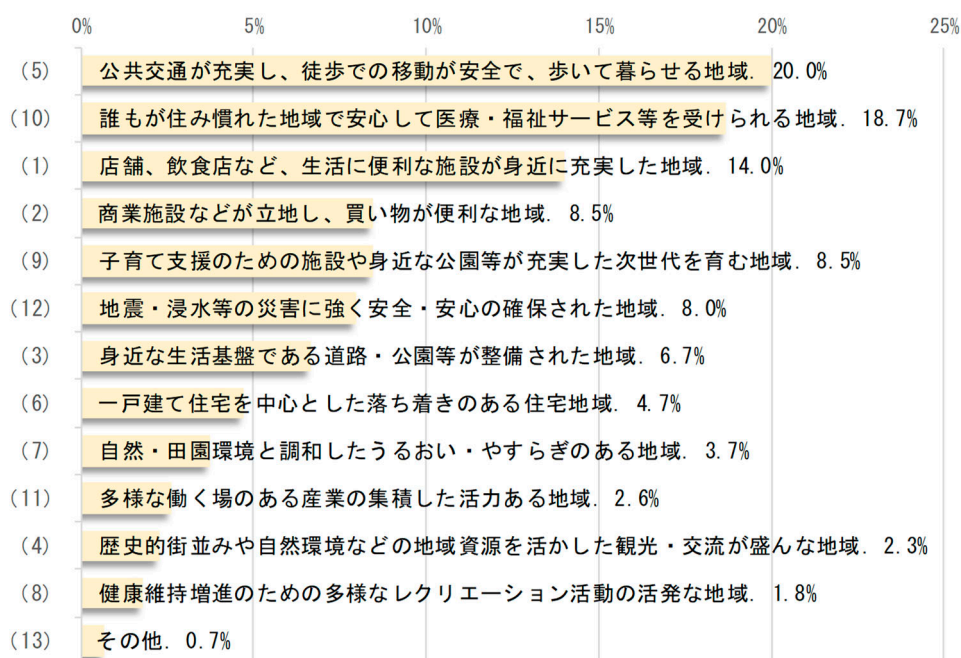 0% 5% 10% 15% 20% 25%
(5) 公共交通が充実し、徒歩での移動が安全で、歩いて暮らせる地域. 20.0%
(10) 誰もが住み慣れた地域で安心して医療・福祉サービス等を受けられる地域. 18.7%
(1) 店舗、飲食店など、生活に便利な施設が身近に充実した地域. 14.0%
(2) 商業施設などが立地し、買い物が便利な地域. 8.5%
(9) 子育て支援のための施設や身近な公園等が充実した次世代を育む地域. 8.5%
(12) 地震・浸水等の災害に強く安全・安心の確保された地域. 8.0%
(3) 身近な生活基盤である道路・公園等が整備された地域. 6.7%
(6) 一戸建て住宅を中心とした落ち着きのある住宅地域. 4.7%
(7) 自然・田園環境と調和したうるおい・やすらぎのある地域. 3.7%
(11) 多様な働く場のある産業の集積した活力ある地域. 2.6%
(4) 歴史的街並みや自然環境などの地域資源を活かした観光・交流が盛んな地域. 2.3%
(8) 健康維持増進のための多様なレクリエーション活動の活発な地域. 1.8%
(13) その他. 0.7%